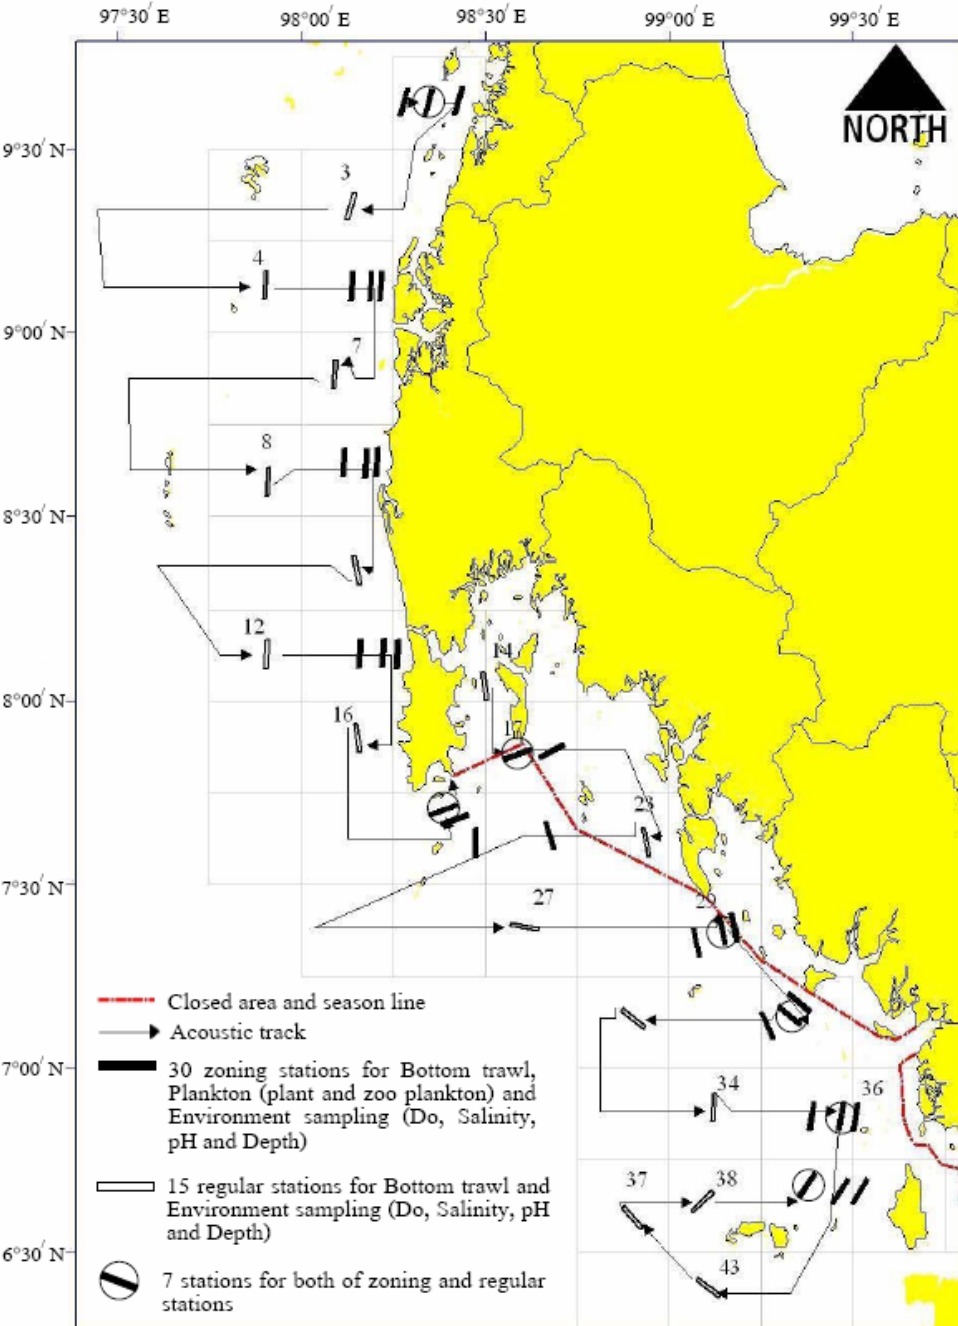 97°30′ E 98°00′ E 98°30′ E 99°00′ E 99°30′ E
1
NORTH
9°30′ N
3
4
9°00′ N
7
8
8°30′ N
12
14
8°00′ N
16
17
23
7°30′ N
27
29
Closed area and season line
Acoustic track
30 zoning stations for Bottom trawl,
Plankton (plant and zoo plankton) and
Environment sampling (Do, Salinity,
pH and Depth)
7°00′ N
34
36
15 regular stations for Bottom trawl and
Environment sampling (Do, Salinity, pH
and Depth)
37
38
6°30′ N
43
7 stations for both of zoning and regular
stations